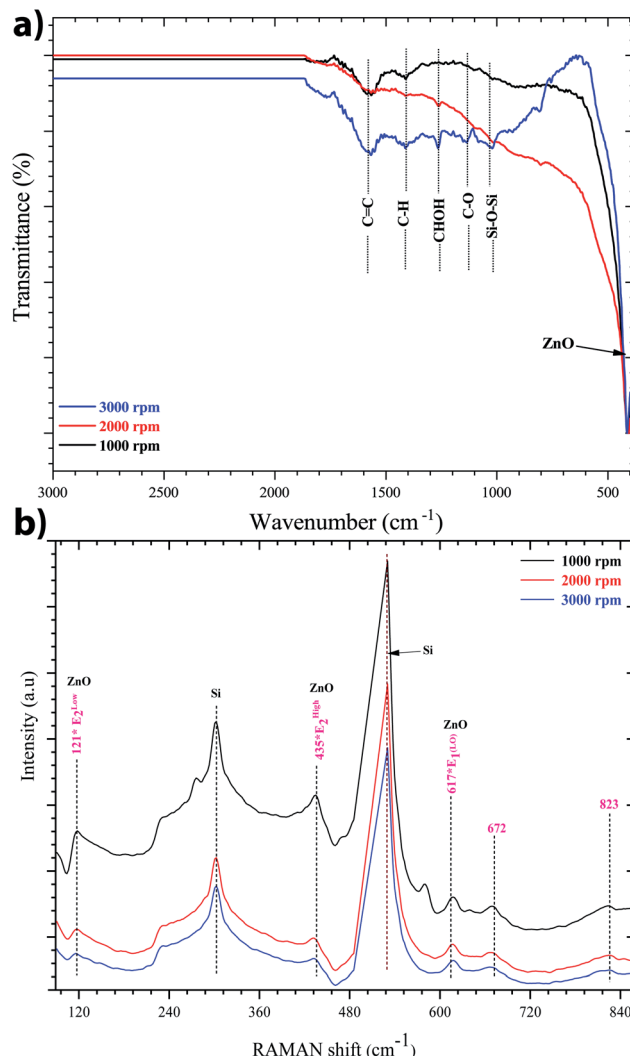 a)
Transmittance (%)
C=C
C-H
CHOH
C-O
Si-O-Si
ZnO
3000 rpm
2000 rpm
1000 rpm
3000 2500 2000 1500 1000 500
Wavenumber (cm-1)
b)
1000 rpm
2000 rpm
3000 rpm
Intensity (a.u)
ZnO
121* E2Low
Si
ZnO
435*E2High
Si
ZnO
617*E1(LO)
672
823
120 240 360 480 600 720 840
RAMAN shift (cm-1)